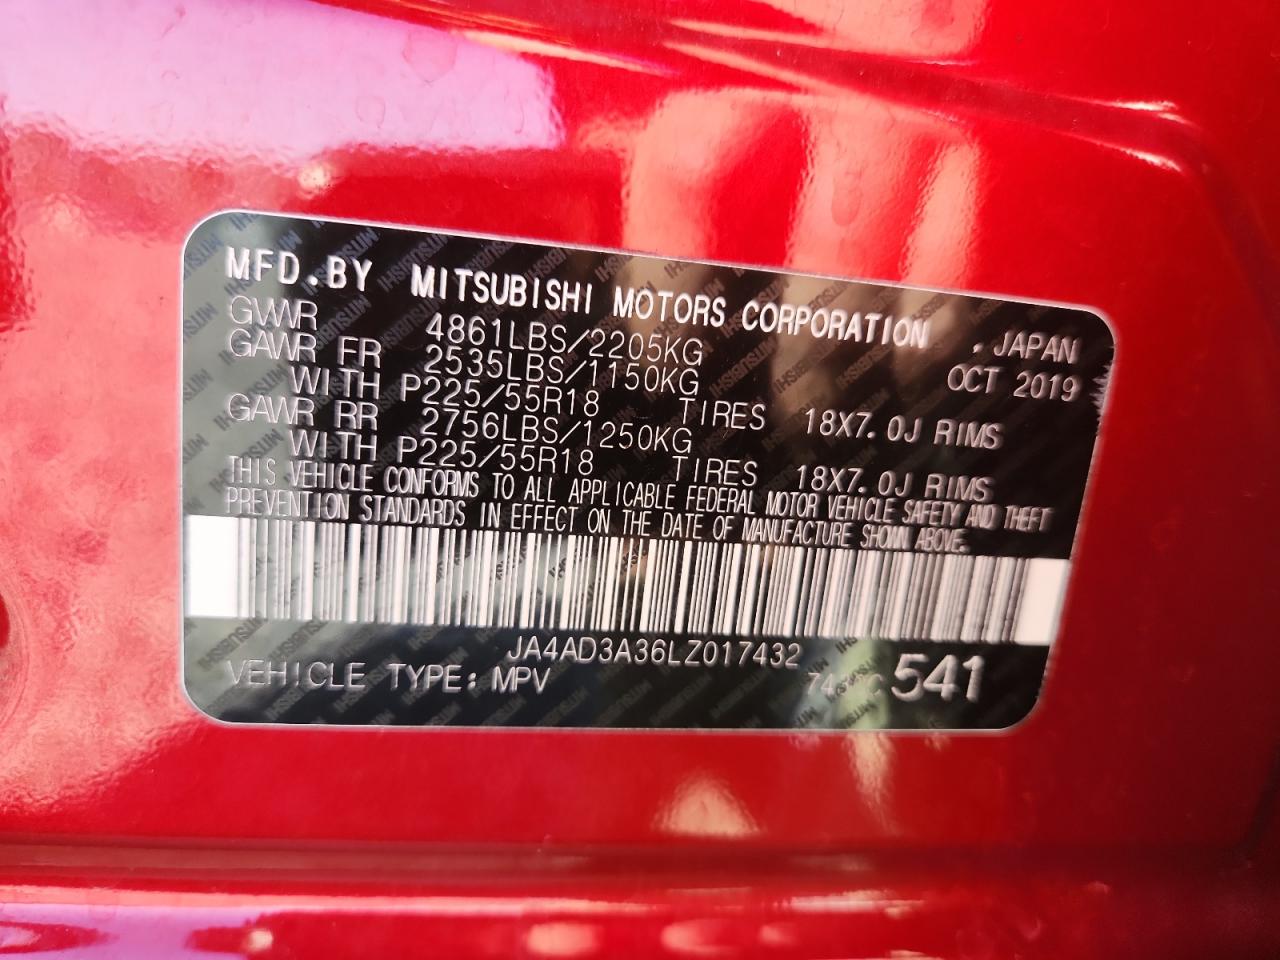 MFD.BY MITSUBISHI MOTORS CORPORATION . JAPAN
GVWR 4861LBS/2205KG OCT 2019
GAWR FR 2535LBS/1150KG
WITH P225/55R18 TIRES 18X7.0J RIMS
GAWR RR 2756LBS/1250KG
WITH P225/55R18 TIRES 18X7.0J RIMS
THIS VEHICLE CONFORMS TO ALL APPLICABLE FEDERAL MOTOR VEHICLE SAFETY AND THEFT
PREVENTION STANDARDS IN EFFECT ON THE DATE OF MANUFACTURE SHOWN ABOVE.
JA4AD3A36LZ017432
VEHICLE TYPE: MPV 541